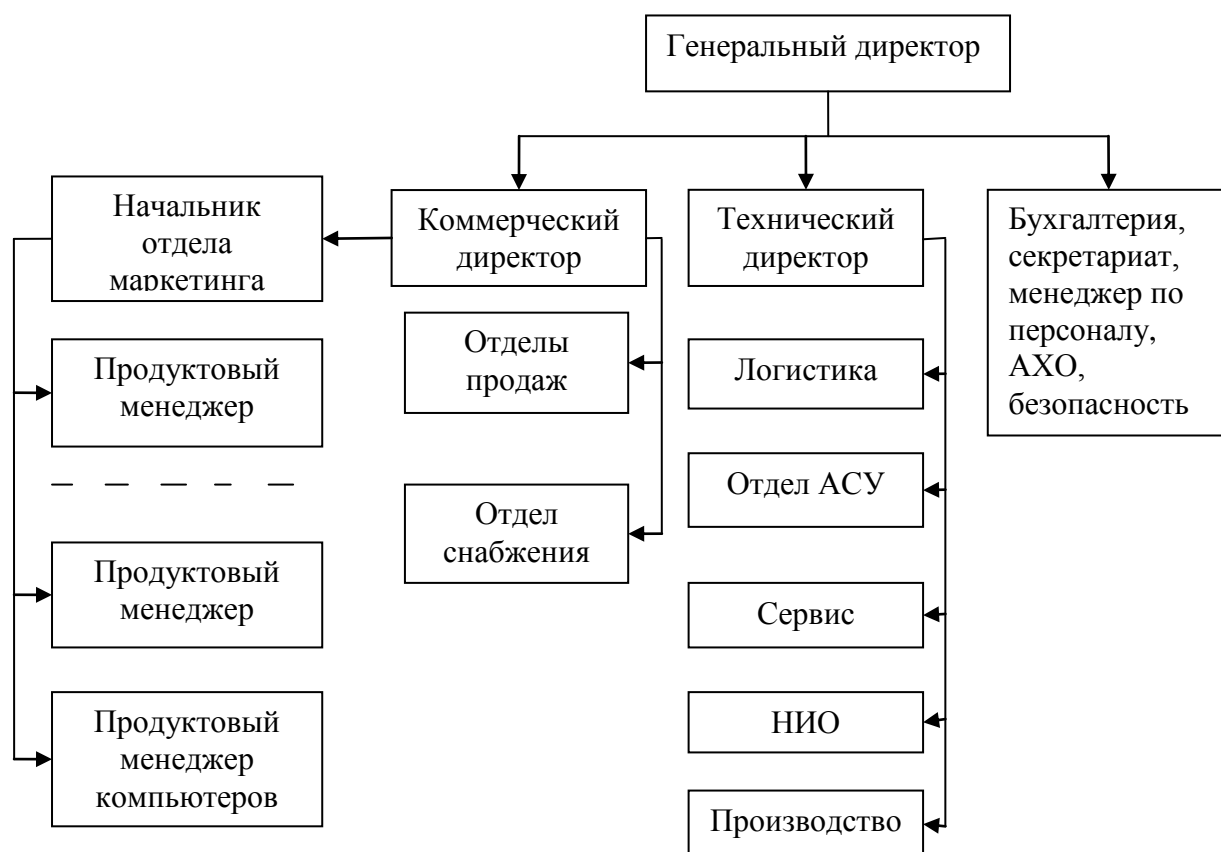 Генеральный директор
Начальник
отдела
маркетинга
Коммерческий
директор
Технический
директор
Бухгалтерия,
секретариат,
менеджер по
персоналу,
АХО,
безопасность
Продуктовый
менеджер
Отделы
продаж
Логистика
Отдел АСУ
Отдел
снабжения
Продуктовый
менеджер
Сервис
Продуктовый
менеджер
компьютеров
НИО
Производство